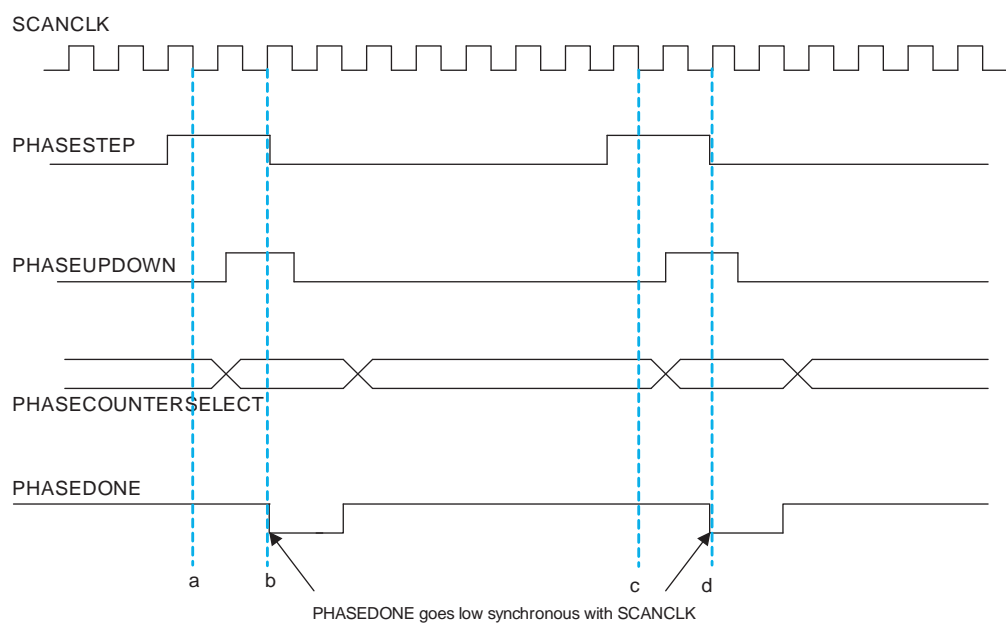 SCANCLK
PHASESTEP
PHASEUPDOWN
PHASECOUNTERSELECT
PHASEDONE
a b c d
PHASEDONE goes low synchronous with SCANCLK